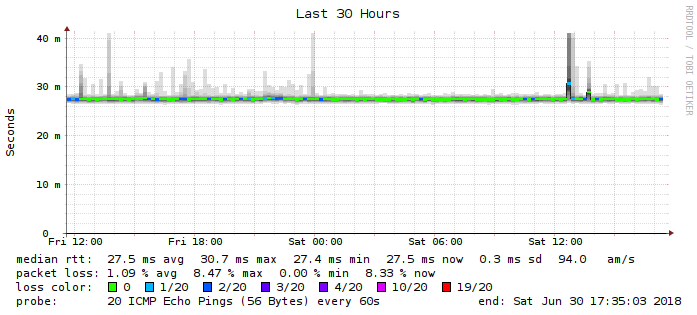 Last 30 Hours
RRDTOOL / TOBI OETIKER
Seconds
40 m
30 m
20 m
10 m
0
Fri 12:00 Fri 18:00 Sat 00:00 Sat 06:00 Sat 12:00
median rtt: 27.5 ms avg 30.7 ms max 27.4 ms min 27.5 ms now 0.3 ms sd 94.0 am/s
packet loss: 1.09 % avg 8.47 % max 0.00 % min 8.33 % now
loss color: 0 1/20 2/20 3/20 4/20 10/20 19/20
probe: 20 ICMP Echo Pings (56 Bytes) every 60s end: Sat Jun 30 17:35:03 2018